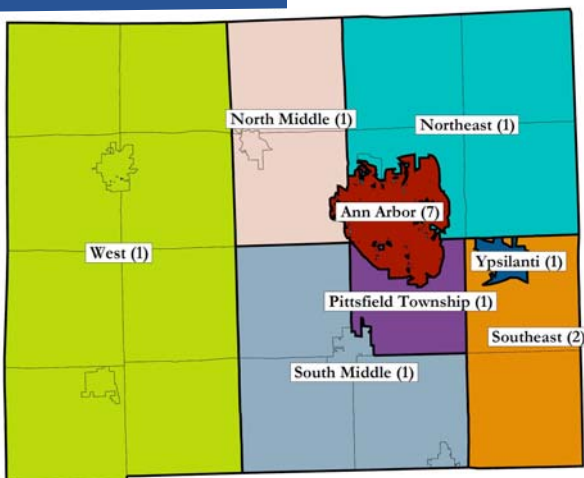 North Middle (1)
Northeast (1)
Ann Arbor (7)
West (1)
Ypsilanti (1)
Pittsfield Township (1)
Southeast (2)
South Middle (1)